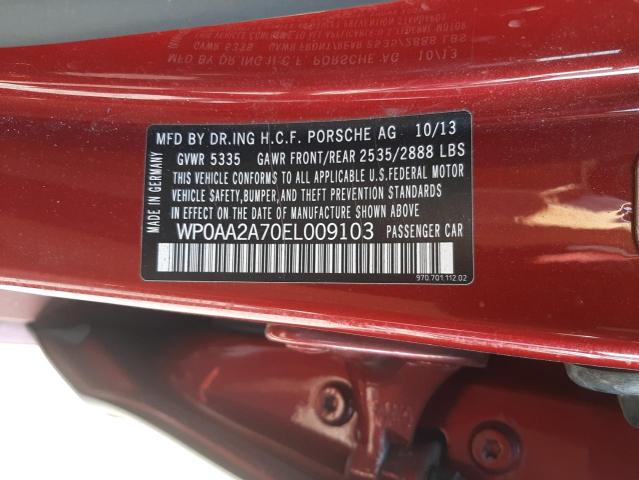 MFD BY DR.ING H.C.F. PORSCHE AG 10/13
GVWR 5335 GAWR FRONT/REAR 2535/2888 LBS
THIS VEHICLE CONFORMS TO ALL APPLICABLE U.S.FEDERAL MOTOR
VEHICLE SAFETY,BUMPER,AND THEFT PREVENTION STANDARDS
IN EFFECT ON THE DATE OF MANUFACTURE SHOWN ABOVE.
WP0AA2A70EL009103 PASSENGER CAR
MADE IN GERMANY
970.701.112.02